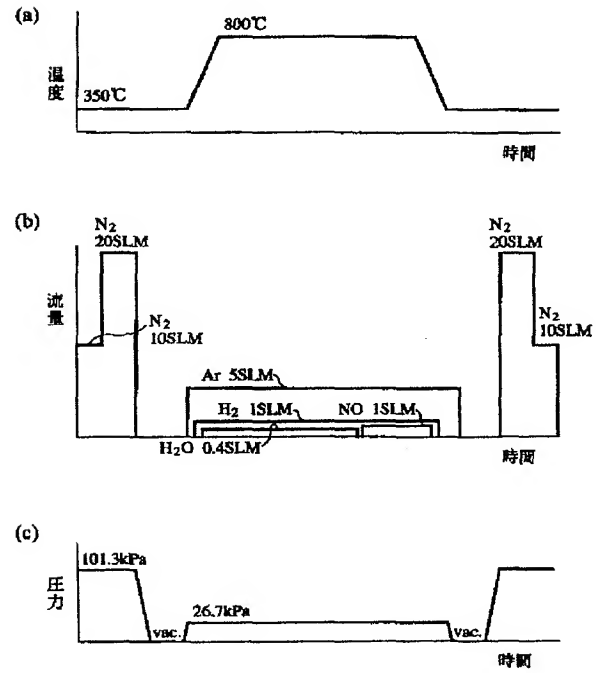 (a)
800℃
温度
350℃
時間
(b)
N2
20SLM
N2
20SLM
流量
N2
10SLM
N2
10SLM
Ar 5SLM
H2 1SLM
NO 1SLM
H2O 0.4SLM
時間
(c)
101.3kPa
圧力
26.7kPa
vac.
vac.
時間